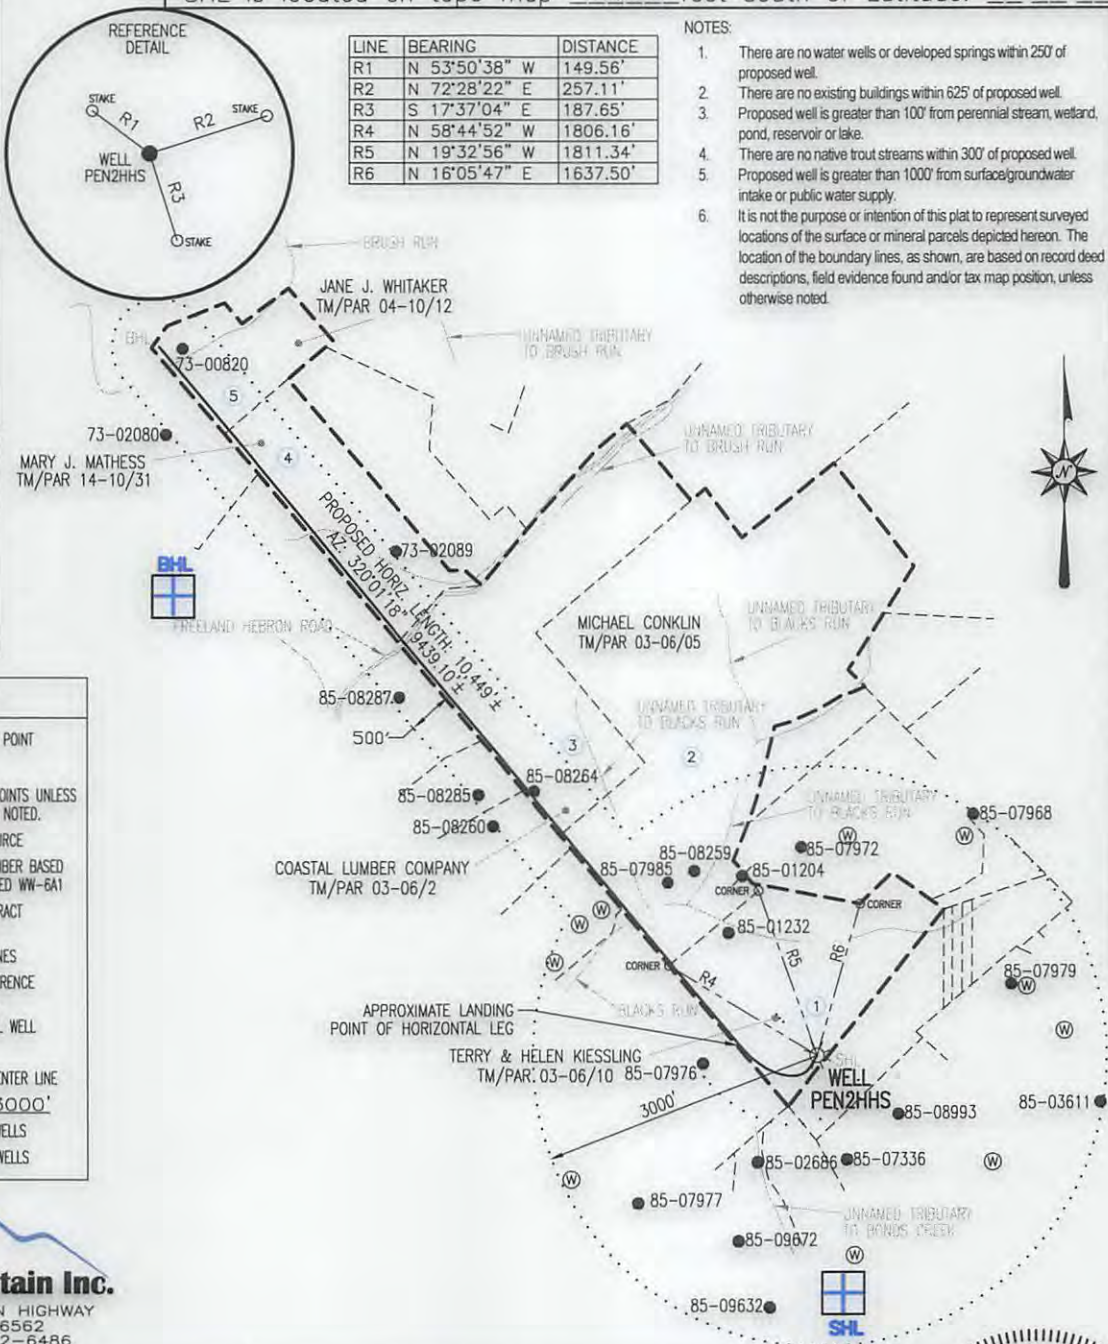 SHL is located on topo map ______ feet south of Latitude:
REFERENCE
DETAIL
STAKE
R1
STAKE
R2
WELL
PEN2HHS
R3
STAKE
LINE BEARING DISTANCE
R1 N 53°50'38" W 149.56'
R2 N 72°28'22" E 257.11'
R3 S 17°37'04" E 187.65'
R4 N 58°44'52" W 1806.16'
R5 N 19°32'56" W 1811.34'
R6 N 16°05'47" E 1637.50'
NOTES:
1. There are no water wells or developed springs within 250' of
proposed well.
2. There are no existing buildings within 625' of proposed well.
3. Proposed well is greater than 100' from perennial stream, wetland,
pond, reservoir or lake.
4. There are no native trout streams within 300' of proposed well.
5. Proposed well is greater than 1000' from surface/groundwater
intake or public water supply.
6. It is not the purpose or intention of this plat to represent surveyed
locations of the surface or mineral parcels depicted hereon. The
location of the boundary lines, as shown, are based on record deed
descriptions, field evidence found and/or tax map position, unless
otherwise noted.
BRUSH RUN
JANE J. WHITAKER
TM/PAR 04-10/12
UNNAMED TRIBUTARY
TO BRUSH RUN
BHL
73-00820
5
73-02080
4
MARY J. MATHESS
TM/PAR 14-10/31
UNNAMED TRIBUTARY
TO BRUSH RUN
N
PROPOSED HORIZ. LENGTH: 10,449'±
AZ: 320°01'18" 9439.10'±
73-02089
BHL
FREELAND HEBRON ROAD
MICHAEL CONKLIN
TM/PAR 03-06/05
UNNAMED TRIBUTARY
TO BLACKS RUN
85-08287
500'
UNNAMED TRIBUTARY
TO BLACKS RUN
3
2
85-08264
85-08285
85-08260
UNNAMED TRIBUTARY
TO BLACKS RUN
85-07968
W
W
85-07972
COASTAL LUMBER COMPANY
TM/PAR 03-06/2
85-08259
85-07985
85-01204
CORNER
CORNER
W
W
85-01232
W
CORNER
R4
R5
R6
85-07979
W
APPROXIMATE LANDING
POINT OF HORIZONTAL LEG
BLACKS RUN
1
W
TERRY & HELEN KIESSLING
TM/PAR 03-06/10
85-07976
SHL
WELL
PEN2HHS
3000'
85-08993
85-03611
85-02686
85-07336
W
W
85-07977
UNNAMED TRIBUTARY
TO BONDS CREEK
85-09672
W
85-09632
SHL
POINT
OINTS UNLESS
NOTED.
RCE
BER BASED
ED WW-6A1
RACT
NES
RENCE
WELL
ENTER LINE
3000'
ELLS
WELLS
tain Inc.
N HIGHWAY
6562
2-6486